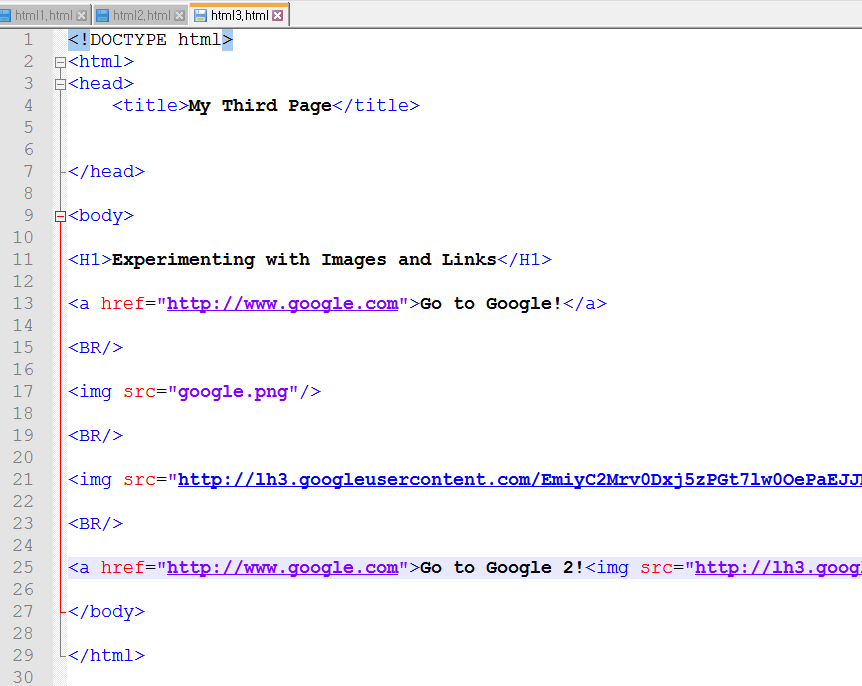 html1.html html2.html html3.html
1 <!DOCTYPE html>
2 <html>
3 <head>
4 <title>My Third Page</title>
5
6
7 </head>
8
9 <body>
10
11 <H1>Experimenting with Images and Links</H1>
12
13 <a href="http://www.google.com">Go to Google!</a>
14
15 <BR/>
16
17 <img src="google.png"/>
18
19 <BR/>
20
21 <img src="http://lh3.googleusercontent.com/EmiyC2Mrv0Dxj5zPGt7lw0OePaEJJ
22
23 <BR/>
24
25 <a href="http://www.google.com">Go to Google 2!<img src="http://lh3.goog
26
27 </body>
28
29 </html>
30